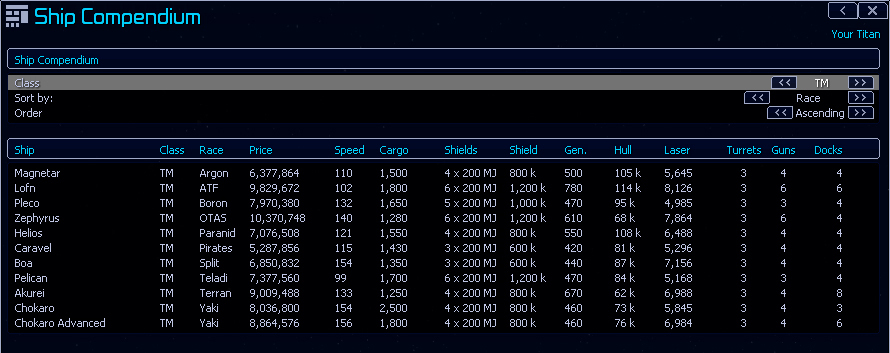 Ship Compendium
< X
Your Titan
Ship Compendium
Class << TM >>
Sort by: << Race >>
Order << Ascending >>
Ship Class Race Price Speed Cargo Shields Shield Gen. Hull Laser Turrets Guns Docks
Magnetar TM Argon 6,377,864 110 1,500 4 x 200 MJ 800 k 500 105 k 5,645 3 4 4
Lofn TM ATF 9,829,672 102 1,800 6 x 200 MJ 1,200 k 780 114 k 8,126 3 6 6
Pleco TM Boron 7,970,380 132 1,650 5 x 200 MJ 1,000 k 470 95 k 4,985 3 3 4
Zephyrus TM OTAS 10,370,748 140 1,280 6 x 200 MJ 1,200 k 610 68 k 7,864 3 6 4
Helios TM Paranid 7,076,508 121 1,550 4 x 200 MJ 800 k 550 108 k 6,488 3 4 4
Caravel TM Pirates 5,287,856 115 1,430 3 x 200 MJ 600 k 420 81 k 5,296 3 4 4
Boa TM Split 6,850,832 154 1,350 3 x 200 MJ 600 k 440 87 k 7,156 3 4 4
Pelican TM Teladi 7,377,560 99 1,700 6 x 200 MJ 1,200 k 470 84 k 5,168 3 3 4
Akurei TM Terran 9,009,488 133 1,250 4 x 200 MJ 800 k 670 62 k 6,988 3 4 8
Chokaro TM Yaki 8,036,800 154 2,500 4 x 200 MJ 800 k 460 73 k 5,845 3 4 3
Chokaro Advanced TM Yaki 8,864,576 156 1,800 4 x 200 MJ 800 k 460 76 k 6,984 3 4 6